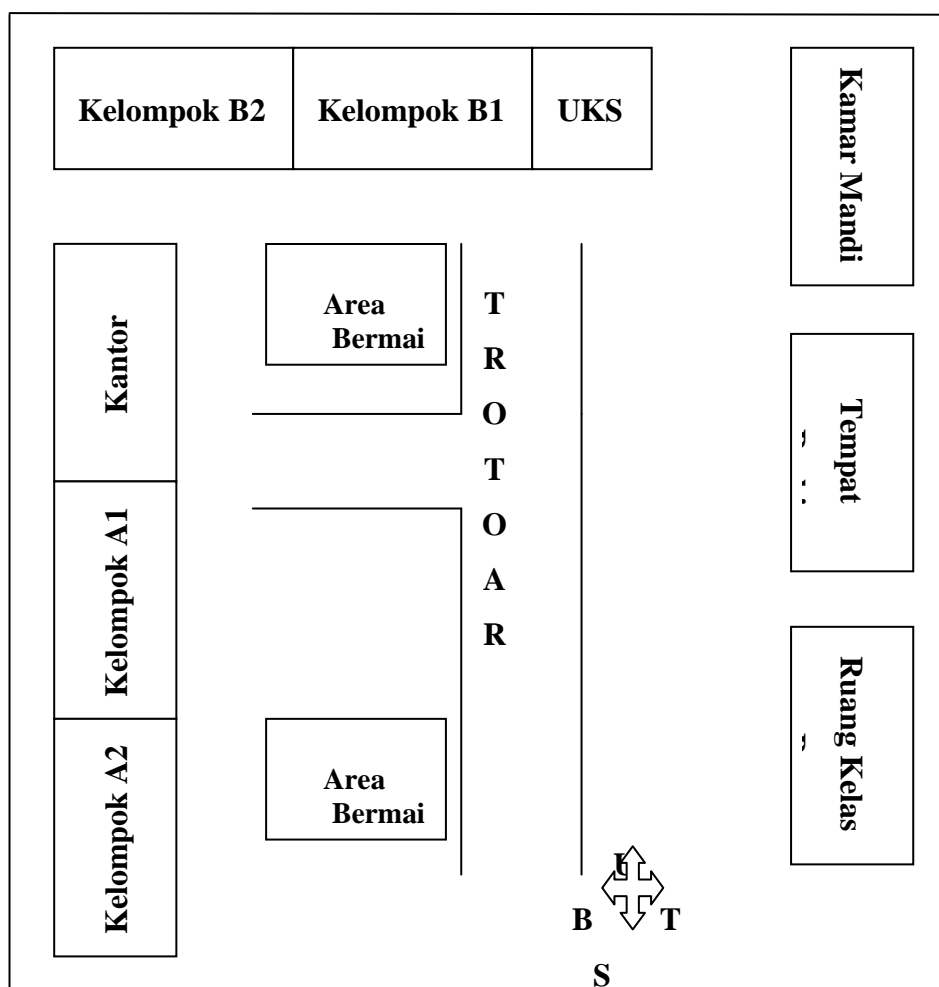 Kelompok B2
Kelompok B1
UKS
Kamar Mandi
Kantor
Area
Bermai
T
R
O
T
O
A
R
Tempat
Kelompok A1
Kelompok A2
Area
Bermai
Ruang Kelas
U
B
T
S